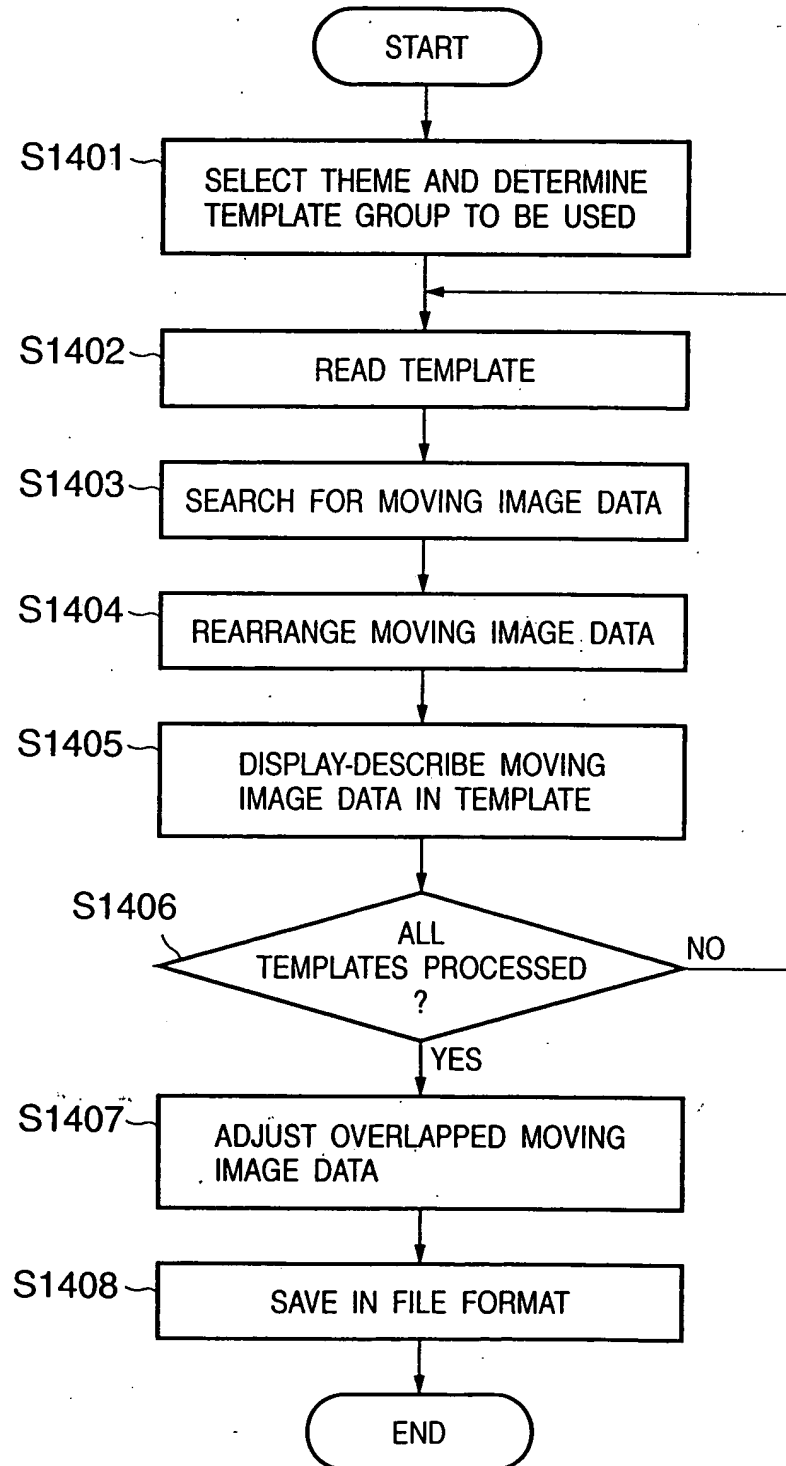 START
S1401
SELECT THEME AND DETERMINE
TEMPLATE GROUP TO BE USED
S1402
READ TEMPLATE
S1403
SEARCH FOR MOVING IMAGE DATA
S1404
REARRANGE MOVING IMAGE DATA
S1405
DISPLAY-DESCRIBE MOVING
IMAGE DATA IN TEMPLATE
S1406
ALL
TEMPLATES PROCESSED
?
NO
YES
S1407
ADJUST OVERLAPPED MOVING
IMAGE DATA
S1408
SAVE IN FILE FORMAT
END